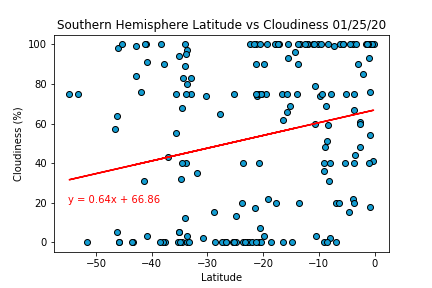 Southern Hemisphere Latitude vs Cloudiness 01/25/20
100
80
60
40
20
0
Cloudiness (%)
y = 0.64x + 66.86
−50 −40 −30 −20 −10 0
Latitude